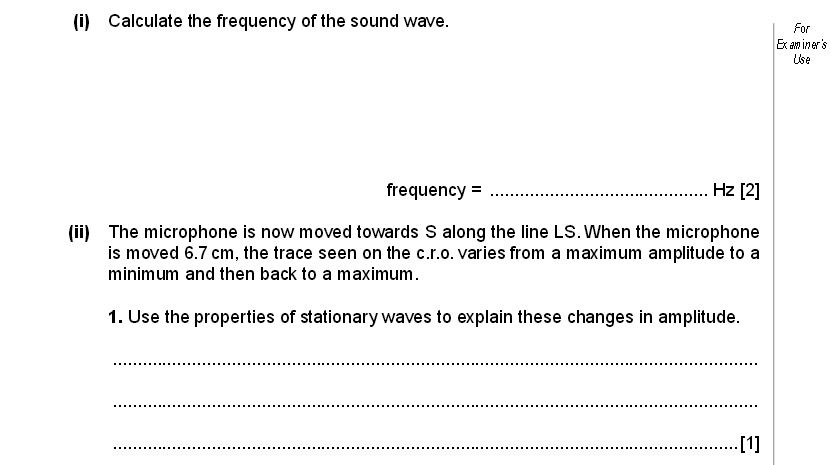 (i) Calculate the frequency of the sound wave.
For
Examiner's
Use
frequency = ............................................ Hz [2]
(ii) The microphone is now moved towards S along the line LS. When the microphone
is moved 6.7 cm, the trace seen on the c.r.o. varies from a maximum amplitude to a
minimum and then back to a maximum.
1. Use the properties of stationary waves to explain these changes in amplitude.
..................................................................................................................................
..................................................................................................................................
..............................................................................................................................[1]